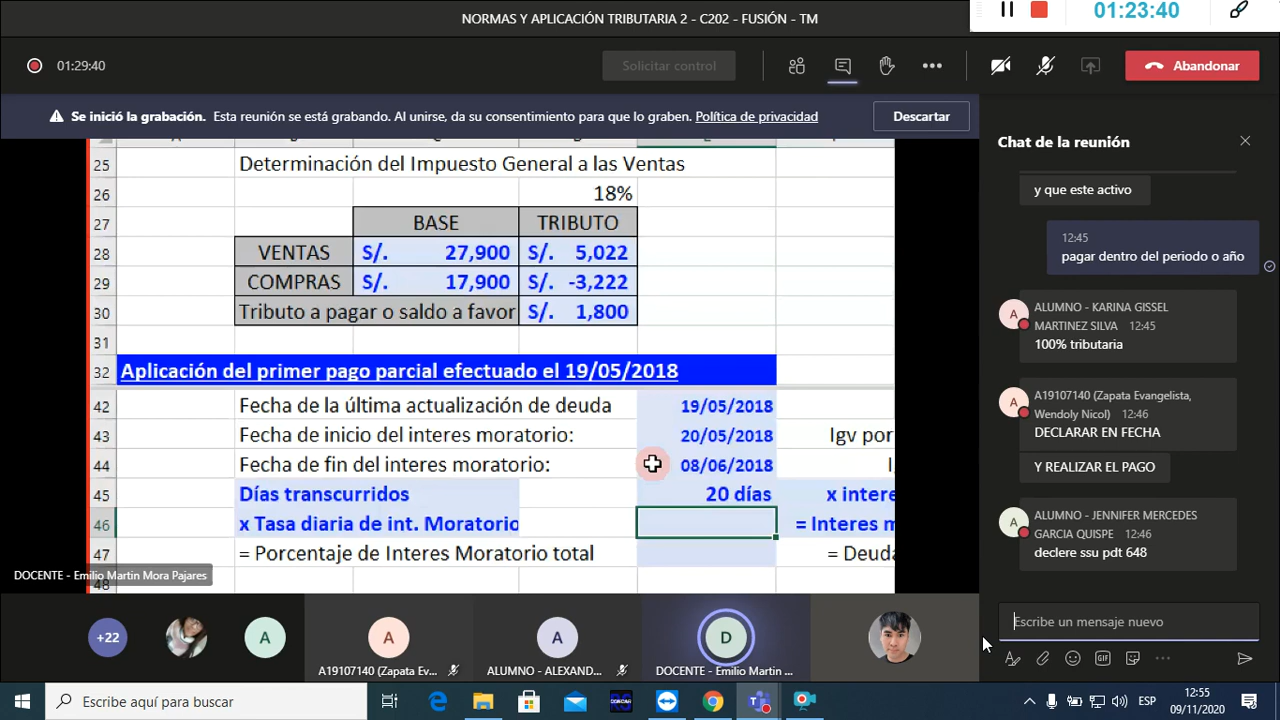 NORMAS Y APLICACIÓN TRIBUTARIA 2 - C202 - FUSIÓN - TM
01:23:40
01:29:40
Solicitar control
Abandonar
Se inició la grabación. Esta reunión se está grabando. Al unirse, da su consentimiento para que lo graben. Política de privacidad
Descartar
25 Determinación del Impuesto General a las Ventas
26 18%
27 BASE TRIBUTO
28 VENTAS S/. 27,900 S/. 5,022
29 COMPRAS S/. 17,900 S/. -3,222
30 Tributo a pagar o saldo a favor S/. 1,800
31
32 Aplicación del primer pago parcial efectuado el 19/05/2018
42 Fecha de la última actualización de deuda 19/05/2018
43 Fecha de inicio del interes moratorio: 20/05/2018 Igv por
44 Fecha de fin del interes moratorio: 08/06/2018 I
45 Días transcurridos 20 días x intere
46 x Tasa diaria de int. Moratorio = Interes m
47 = Porcentaje de Interes Moratorio total = Deuda
48
DOCENTE - Emilio Martin Mora Pajares
Chat de la reunión
y que este activo
12:45
pagar dentro del periodo o año
ALUMNO - KARINA GISSEL
MARTINEZ SILVA 12:45
A
100% tributaria
A19107140 (Zapata Evangelista,
Wendoly Nicol) 12:46
A
DECLARAR EN FECHA
Y REALIZAR EL PAGO
ALUMNO - JENNIFER MERCEDES
GARCIA QUISPE 12:46
A
declere ssu pdt 648
Escribe un mensaje nuevo
GIF
+22
A
A
A19107140 (Zapata Ev...
A
ALUMNO - ALEXAND...
D
DOCENTE - Emilio Martin ...
Escribe aquí para buscar
RS
ESP
12:55
09/11/2020